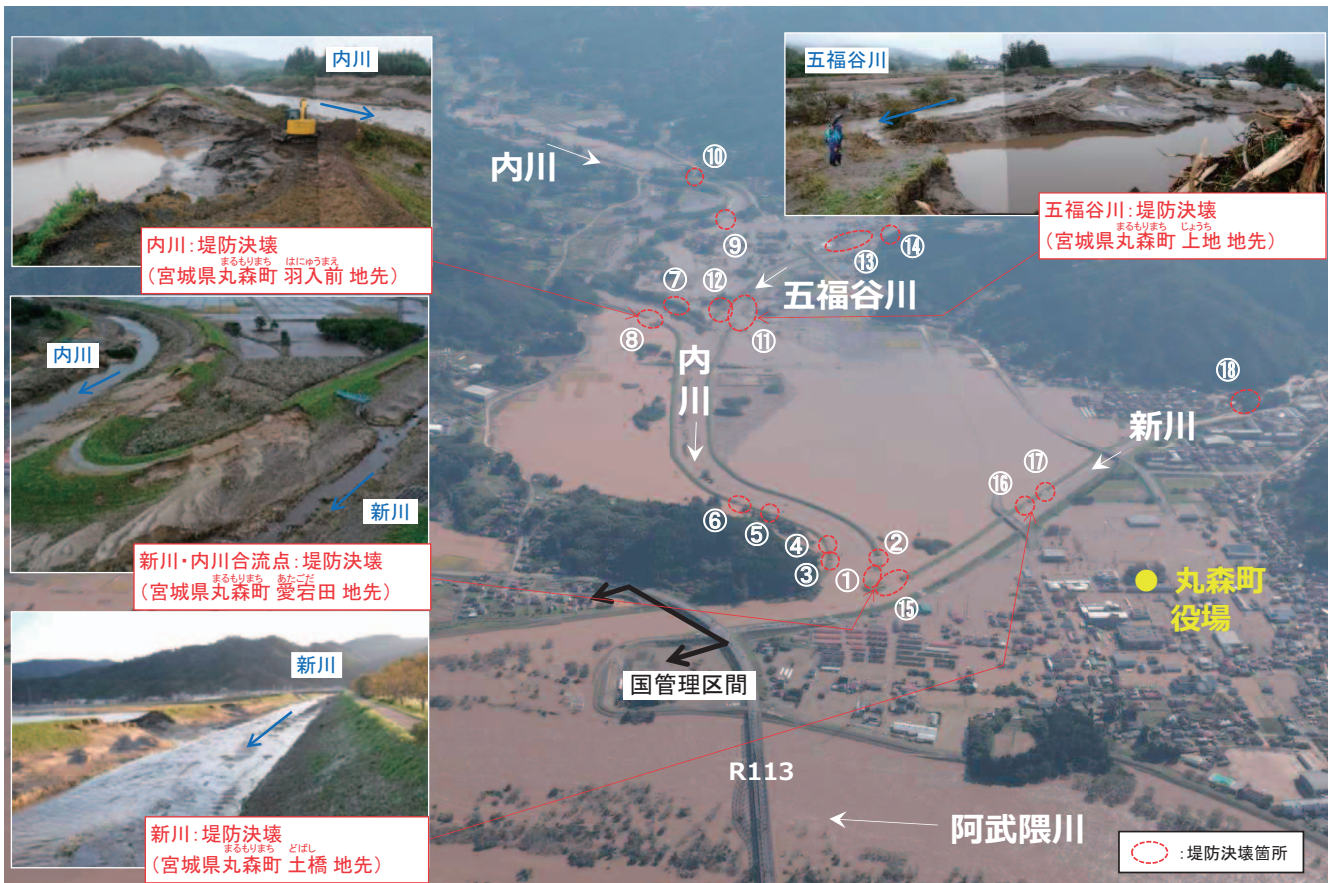 内川
内川:堤防決壊
まるもりまち はにゅうまえ
(宮城県丸森町 羽入前 地先)
五福谷川
五福谷川:堤防決壊
まるもりまち じょうち
(宮城県丸森町 上地 地先)
内川
⑩
⑨
⑬
⑭
五福谷川
⑦
⑫
⑧
⑪
内川
⑱
新川
⑰
⑯
⑥
⑤
④
③
②
①
⑮
丸森町
役場
内川
新川
新川・内川合流点:堤防決壊
まるもりまち あたごだ
(宮城県丸森町 愛宕田 地先)
国管理区間
新川
新川:堤防決壊
まるもりまち どばし
(宮城県丸森町 土橋 地先)
R113
阿武隈川
:堤防決壊箇所